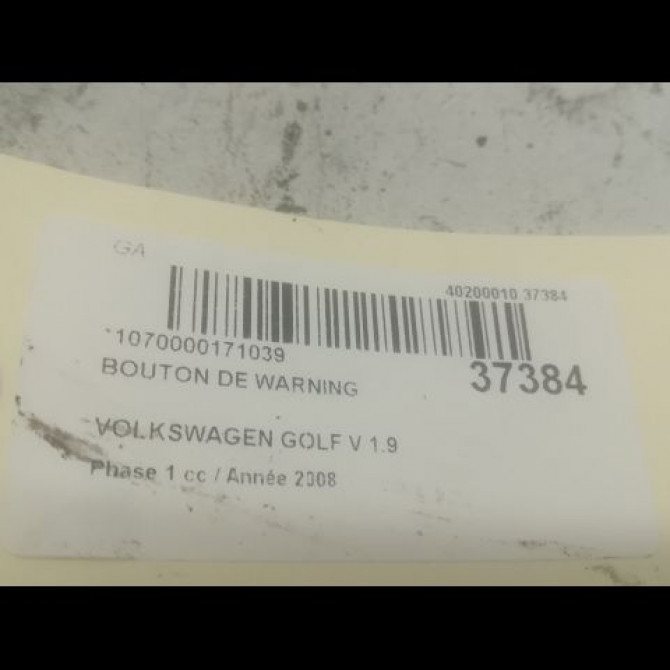 GA
40200010 37384
*1070000171039
37384
BOUTON DE WARNING
VOLKSWAGEN GOLF V 1.9
Phase 1 cc / Année 2008